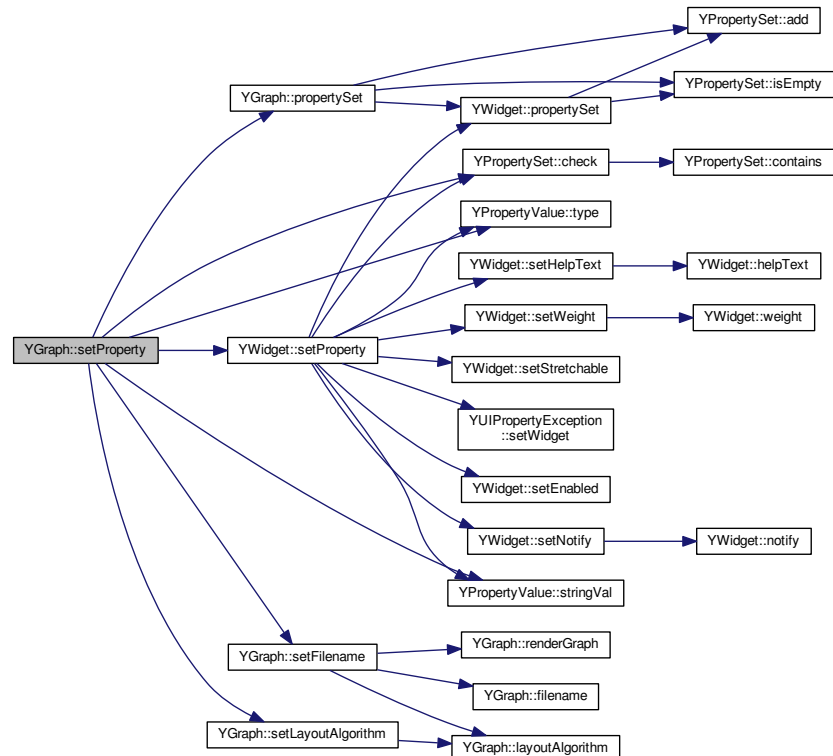 YPropertySet::add
YPropertySet::isEmpty
YGraph::propertySet
YWidget::propertySet
YPropertySet::check
YPropertySet::contains
YPropertyValue::type
YWidget::setHelpText
YWidget::helpText
YWidget::setWeight
YWidget::weight
YGraph::setProperty
YWidget::setProperty
YWidget::setStretchable
YUIPropertyException
::setWidget
YWidget::setEnabled
YWidget::setNotify
YWidget::notify
YPropertyValue::stringVal
YGraph::renderGraph
YGraph::setFilename
YGraph::filename
YGraph::setLayoutAlgorithm
YGraph::layoutAlgorithm